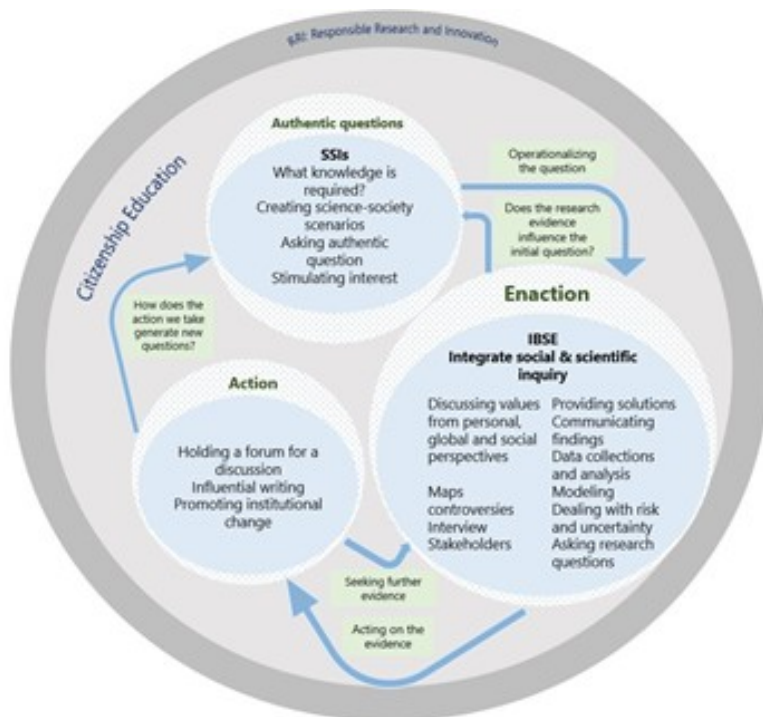 RRI: Responsible Research and Innovation
Citizenship Education
Authentic questions
SSIs
What knowledge is
required?
Creating science-society
scenarios
Asking authentic
question
Stimulating interest
Operationalizing
the question
Does the research
evidence
influence the
initial question?
Enaction
IBSE
Integrate social & scientific
inquiry
Discussing values
from personal,
global and social
perspectives
Maps
controversies
Interview
Stakeholders
Providing solutions
Communicating
findings
Data collections
and analysis
Modeling
Dealing with risk
and uncertainty
Asking research
questions
How does the
action we take
generate new
questions?
Action
Holding a forum for a
discussion
Influential writing
Promoting institutional
change
Seeking further
evidence
Acting on the
evidence